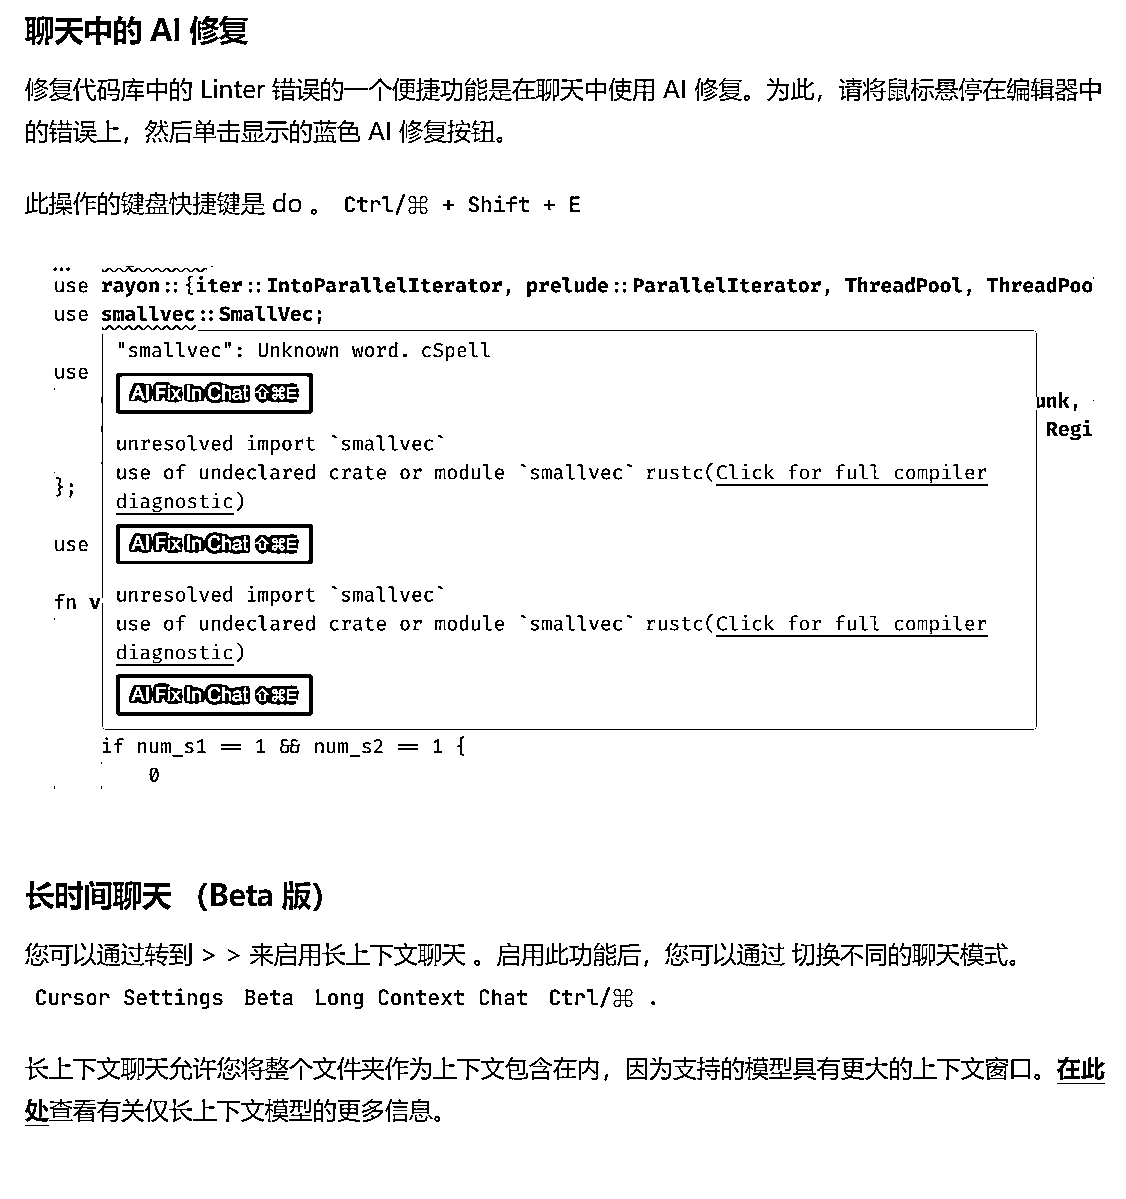 聊天中的 AI 修复
修复代码库中的 Linter 错误的一个便捷功能是在聊天中使用 AI 修复。为此，请将鼠标悬停在编辑器中
的错误上，然后单击显示的蓝色 AI 修复按钮。
此操作的键盘快捷键是 do 。 Ctrl/⌘ + Shift + E
use rayon::{iter::IntoParallelIterator, prelude::ParallelIterator, ThreadPool, ThreadPoo
use smallvec::SmallVec;
"smallvec": Unknown word. cSpell
use
AI Fix In Chat ⇧⌘E
unk,
Regi
unresolved import `smallvec`
use of undeclared crate or module `smallvec` rustc(Click for full compiler
diagnostic)
};
use
AI Fix In Chat ⇧⌘E
unresolved import `smallvec`
fn v
use of undeclared crate or module `smallvec` rustc(Click for full compiler
diagnostic)
AI Fix In Chat ⇧⌘E
if num_s1 == 1 && num_s2 == 1 {
0
长时间聊天 （Beta 版）
您可以通过转到 > > 来启用长上下文聊天 。启用此功能后，您可以通过 切换不同的聊天模式。
Cursor Settings Beta Long Context Chat Ctrl/⌘ .
长上下文聊天允许您将整个文件夹作为上下文包含在内，因为支持的模型具有更大的上下文窗口。在此
处查看有关仅长上下文模型的更多信息。